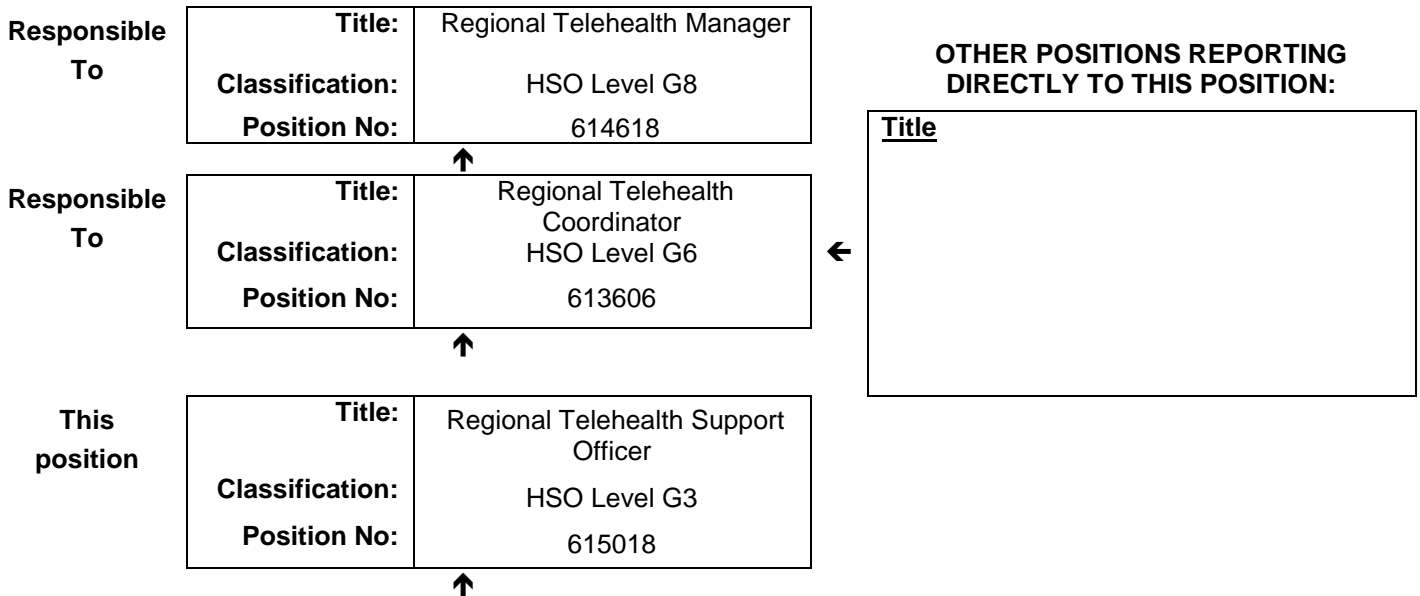 Responsible
To
Title: Regional Telehealth Manager
Classification: HSO Level G8
Position No: 614618
OTHER POSITIONS REPORTING
DIRECTLY TO THIS POSITION:
Title
Responsible
To
Title: Regional Telehealth
Coordinator
Classification: HSO Level G6
Position No: 613606
This
position
Title: Regional Telehealth Support
Officer
Classification: HSO Level G3
Position No: 615018